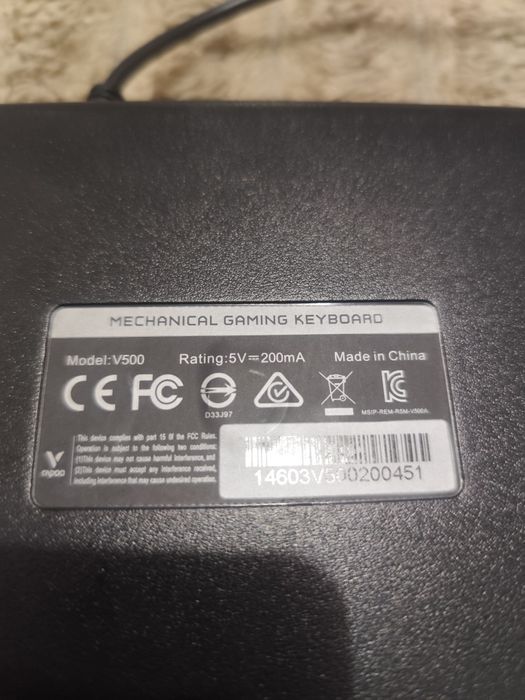 MECHANICAL GAMING KEYBOARD
Model:V500 Rating:5V⎓200mA Made in China
CE FC
D33J97
MSIP-REM-RSM-V500A
This device complies with part 15 0f the FCC Rules.
Operation is subject to the following two conditions:
(1)This device may not cause harmful interference, and
(2)This device must accept any interference received,
including interference that may cause undesired operation.
rapoo
14603V500200451